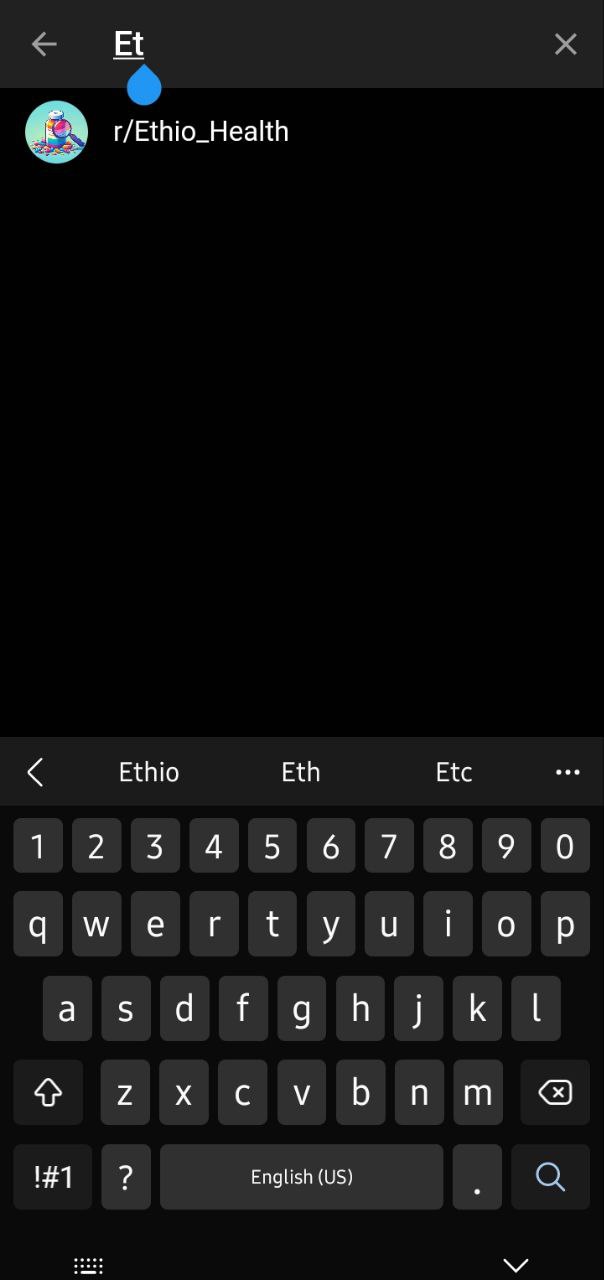 Et
r/Ethio_Health
Ethio Eth Etc
1 2 3 4 5 6 7 8 9 0
q w e r t y u i o p
a s d f g h j k l
z x c v b n m
!#1 ? English (US) .